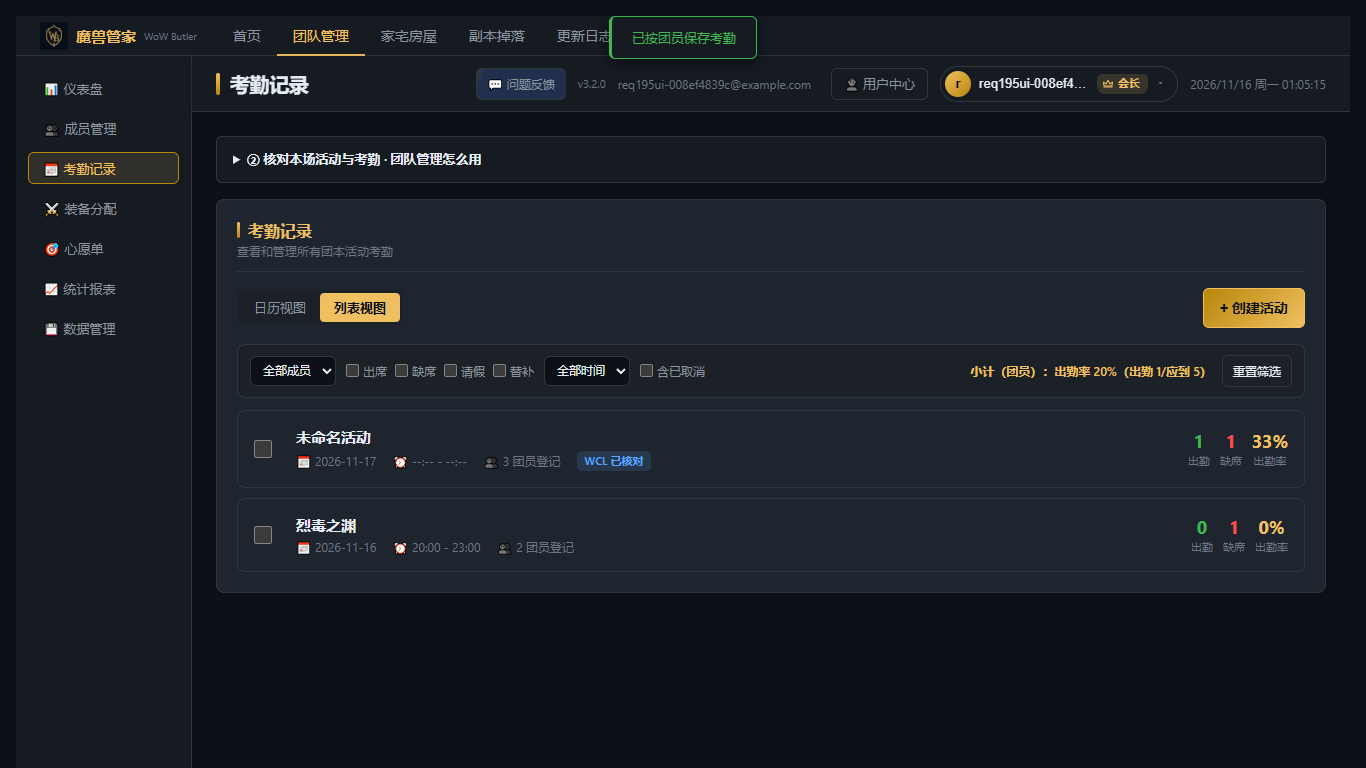 魔兽管家 WoW Butler 首页 团队管理 家宅房屋 副本掉落 更新日志
已按团员保存考勤
仪表盘
成员管理
考勤记录
装备分配
心愿单
统计报表
数据管理
考勤记录 问题反馈 v3.2.0 req195ui-008ef4839c@example.com 用户中心 r req195ui-008ef4... 会长 2026/11/16 周一 01:05:15
▶ ② 核对本场活动与考勤 · 团队管理怎么用
考勤记录
查看和管理所有团本活动考勤
日历视图 列表视图 + 创建活动
全部成员 出席 缺席 请假 替补 全部时间 含已取消 小计（团员）：出勤率 20%（出勤 1/应到 5） 重置筛选
未命名活动
2026-11-17 --:-- - --:-- 3 团员登记 WCL 已核对
1 1 33%
出勤 缺席 出勤率
烈毒之渊
2026-11-16 20:00 - 23:00 2 团员登记
0 1 0%
出勤 缺席 出勤率